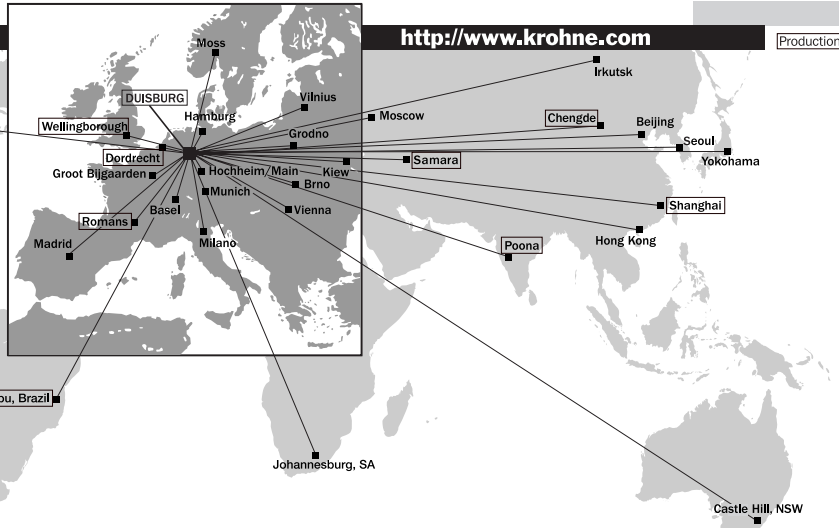 http://www.krohne.com
Production
Moss
Irkutsk
DUISBURG
Vilnius
Moscow
Hamburg
Chengde
Beijing
Wellingborough
Grodno
Seoul
Dordrecht
Samara
Yokohama
Groot Bijgaarden
Hochheim/Main
Kiew
Brno
Munich
Basel
Vienna
Shanghai
Romans
Madrid
Milano
Poona
Hong Kong
Brazil
Johannesburg, SA
Castle Hill, NSW